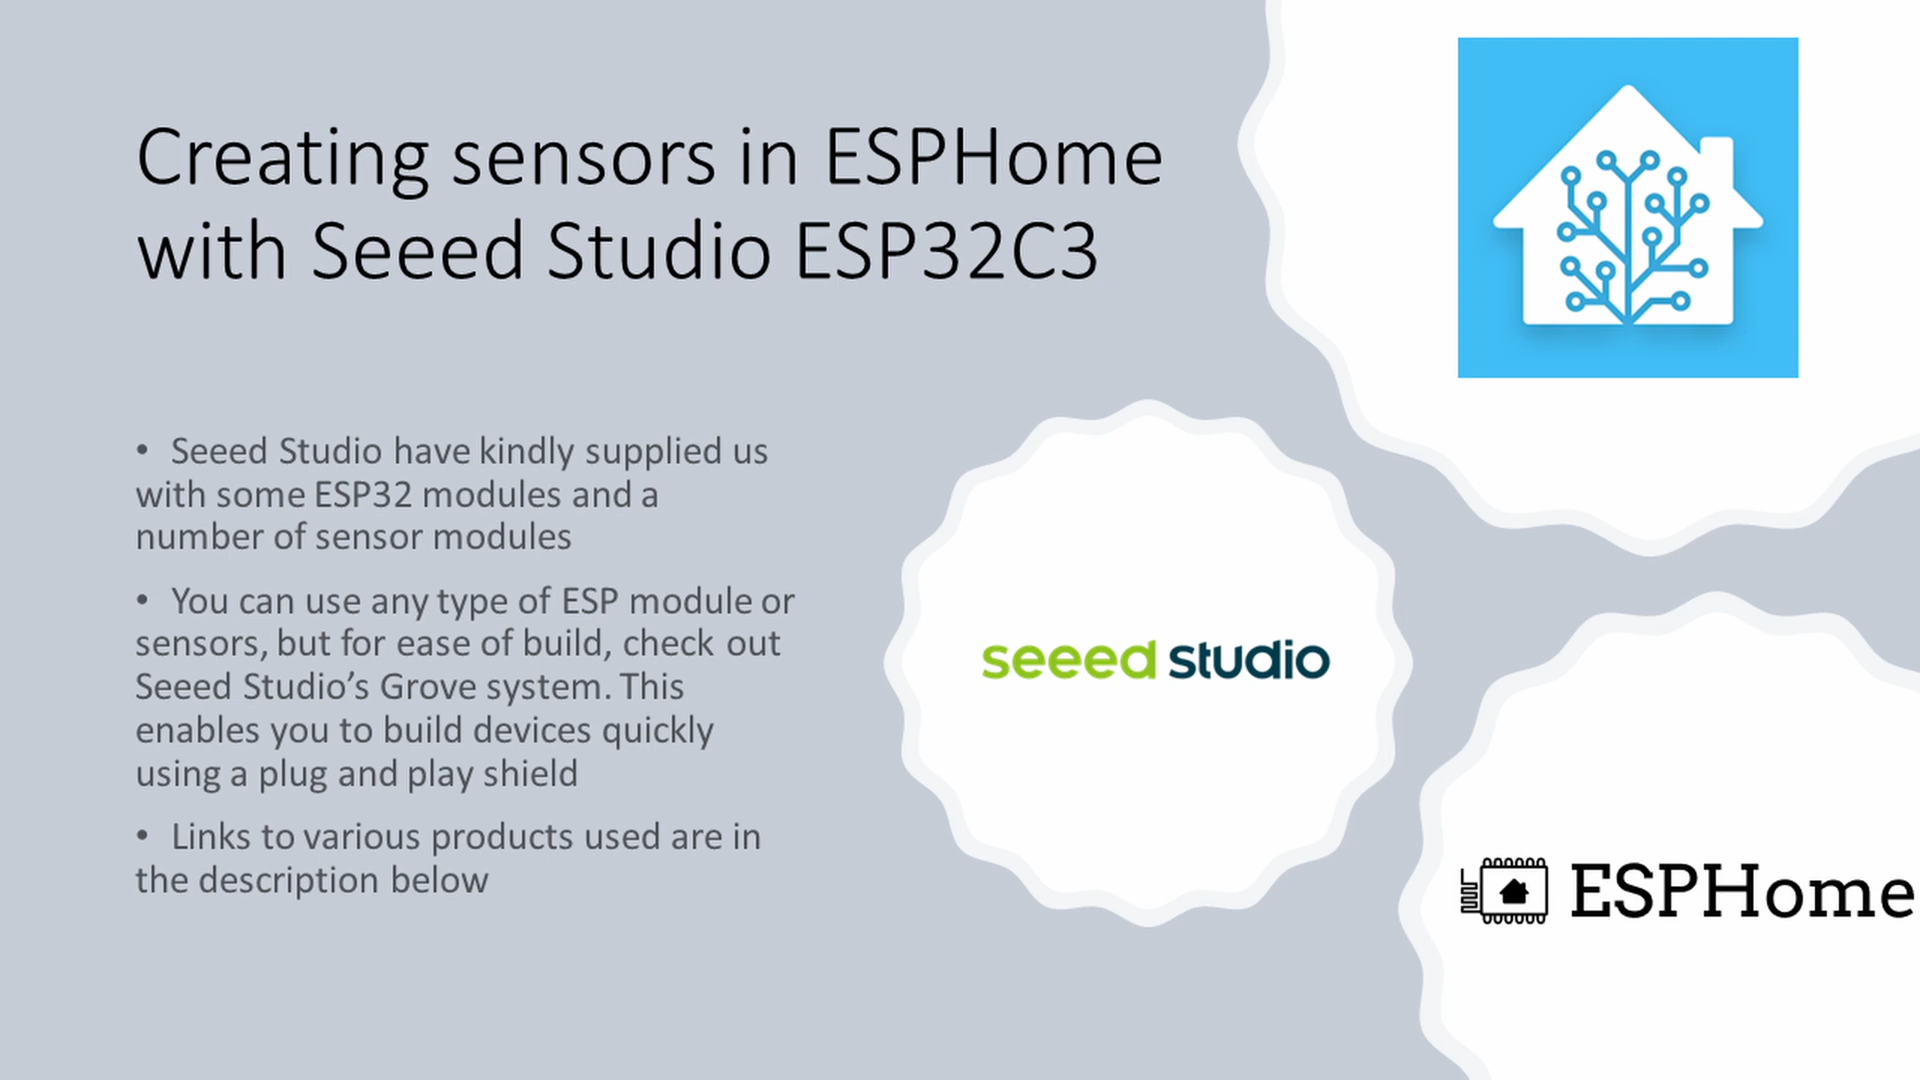 Creating sensors in ESPHome
with Seeed Studio ESP32C3
• Seeed Studio have kindly supplied us
with some ESP32 modules and a
number of sensor modules
• You can use any type of ESP module or
sensors, but for ease of build, check out
Seeed Studio’s Grove system. This
enables you to build devices quickly
using a plug and play shield
• Links to various products used are in
the description below
seeed studio
ESPHome